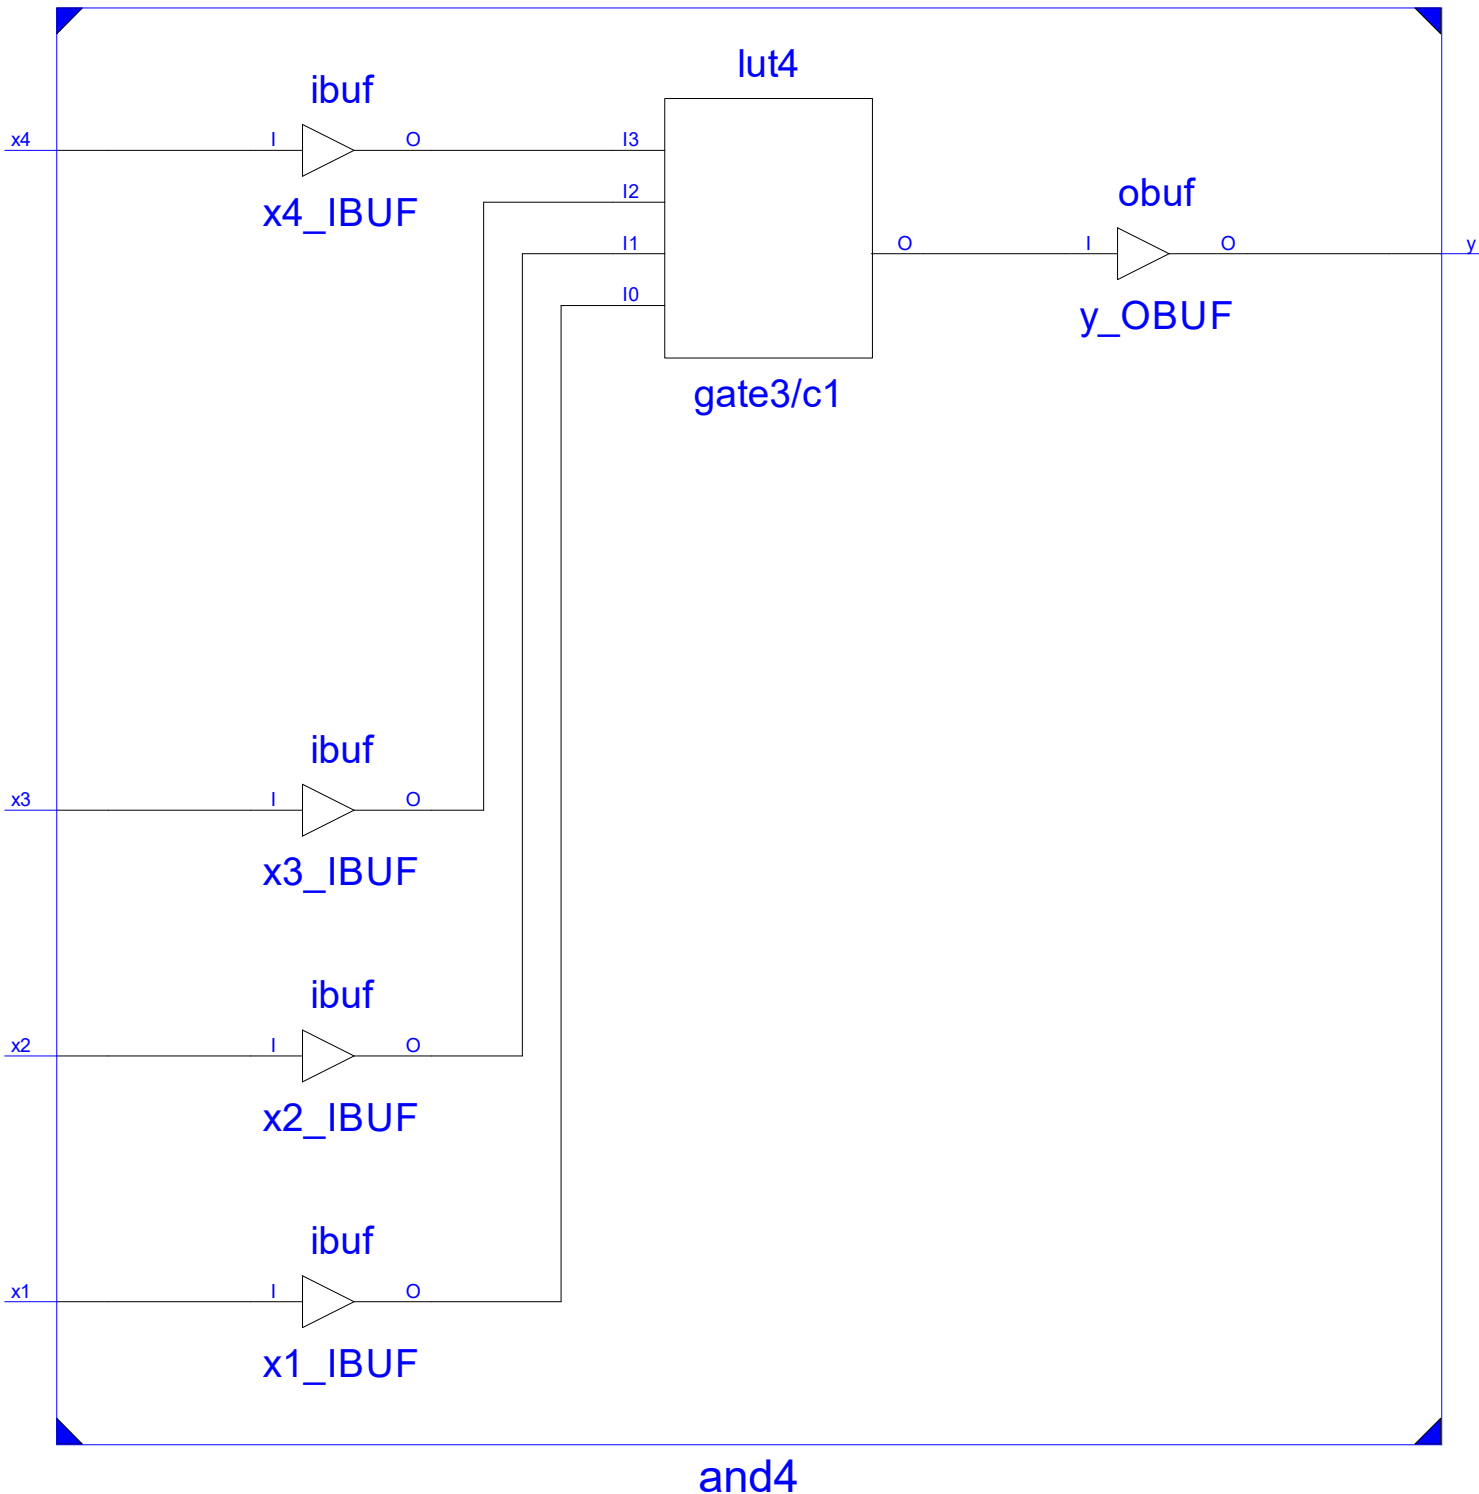 lut4
ibuf
x4 I O I3
I2
x4_IBUF
obuf
I1 O I O y
I0
y_OBUF
gate3/c1
ibuf
x3 I O
x3_IBUF
ibuf
x2 I O
x2_IBUF
ibuf
x1 I O
x1_IBUF
and4